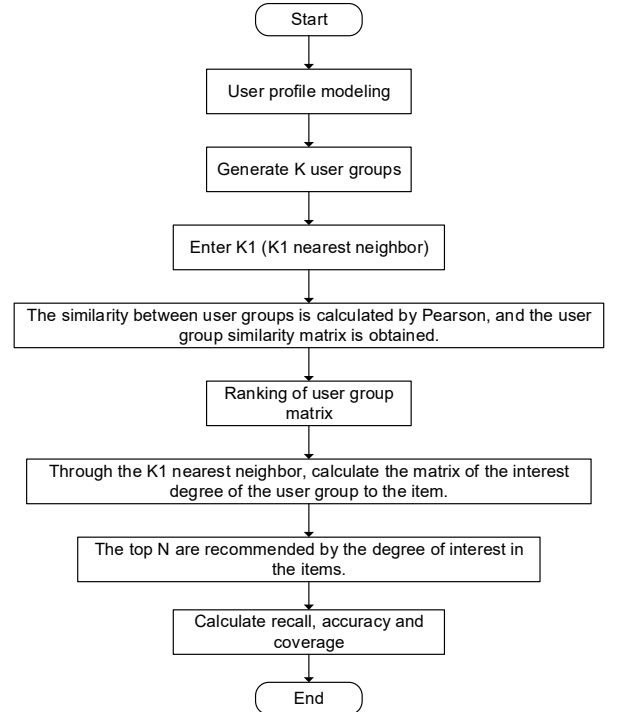 Start
User profile modeling
Generate K user groups
Enter K1 (K1 nearest neighbor)
The similarity between user groups is calculated by Pearson, and the user
group similarity matrix is obtained.
Ranking of user group
matrix
Through the K1 nearest neighbor, calculate the matrix of the interest
degree of the user group to the item.
The top N are recommended by the degree of interest in
the items.
Calculate recall, accuracy and
coverage
End